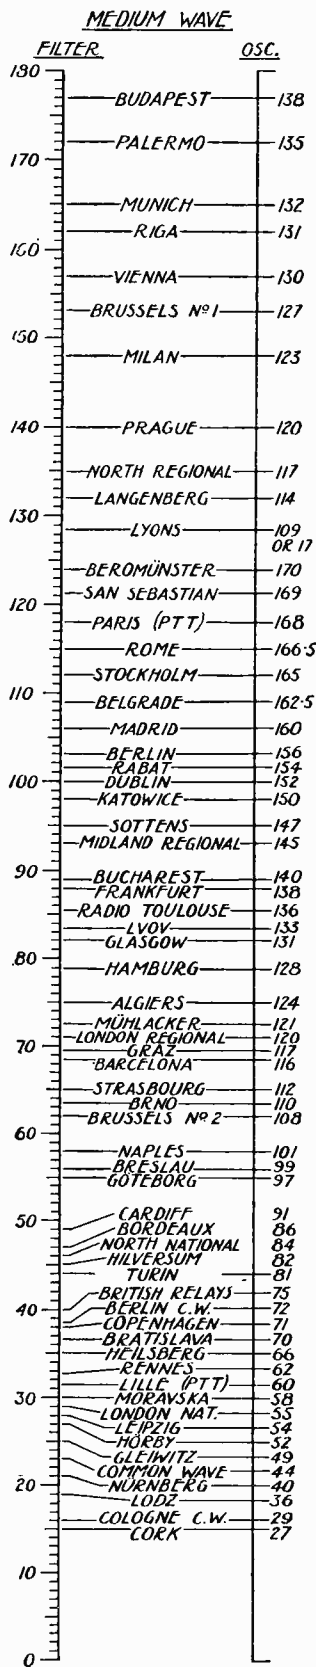 MEDIUM WAVE
FILTER OSC.
180
BUDAPEST 138
PALERMO 135
170
MUNICH 132
RIGA 131
160
VIENNA 130
BRUSSELS Nº 1 127
150
MILAN 123
140 PRAGUE 120
NORTH REGIONAL 117
LANGENBERG 114
130
LYONS 109
OR 17
BEROMÜNSTER 170
SAN SEBASTIAN 169
120
PARIS (PTT) 168
ROME 166·5
STOCKHOLM 165
110
BELGRADE 162·5
MADRID 160
BERLIN 156
RABAT 154
100 DUBLIN 152
KATOWICE 150
SOTTENS 147
MIDLAND REGIONAL 145
90
BUCHAREST 140
FRANKFURT 138
RADIO TOULOUSE 136
LVOV 133
GLASGOW 131
80
HAMBURG 128
ALGIERS 124
MÜHLACKER 121
LONDON REGIONAL 120
70
GRAZ 117
BARCELONA 116
STRASBOURG 112
BRNO 110
BRUSSELS Nº 2 108
60
NAPLES 101
BRESLAU 99
GÖTEBORG 97
50
CARDIFF 91
BORDEAUX 86
NORTH NATIONAL 84
HILVERSUM 82
TURIN 81
40
BRITISH RELAYS 75
BERLIN C.W. 72
COPENHAGEN 71
BRATISLAVA 70
HEILSBERG 66
RENNES 62
LILLE (PTT) 60
30 MORAVSKA 58
LONDON NAT. 55
LEIPZIG 54
HÖRBY 52
GLEIWITZ 49
COMMON WAVE 44
NÜRNBERG 40
20
LODZ 36
COLOGNE C.W. 29
CORK 27
10
0